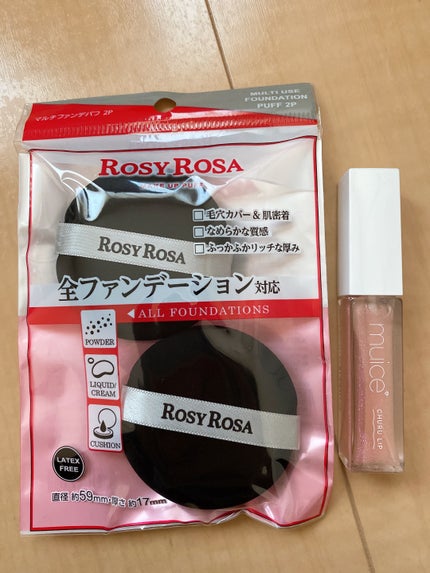 マルチファンデパフ 2P
MULTI USE
FOUNDATION
PUFF 2P
ROSY ROSA
MAKE UP PUFF
毛穴カバー&肌密着
なめらかな質感
ふっかふかリッチな厚み
ROSY ROSA
全ファンデーション対応
◀ALL FOUNDATIONS
POWDER
LIQUID/
CREAM
CUSHION
ROSY ROSA
LATEX
FREE
直径 約59mm・厚さ 約17mm
muice
CHURU LIP